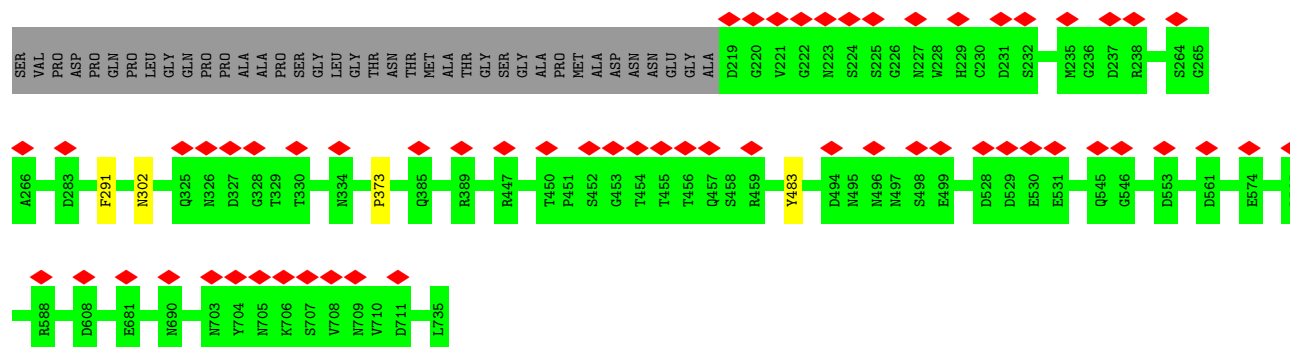 SER VAL PRO ASP PRO GLN PRO LEU GLY GLN PRO PRO ALA ALA PRO SER GLY LEU GLY THR ASN THR MET ALA THR GLY SER GLY ALA PRO MET ALA ASP ASN ASN GLU GLY ALA D219 G220 V221 G222 N223 S224 S225 G226 N227 W228 H229 C230 D231 S232 M235 G236 D237 R238 S264 G265
A266 D283 F291 N302 Q325 N326 D327 G328 T329 T330 N334 P373 Q385 R389 R447 T450 P451 S452 G453 T454 T455 T456 Q457 S458 R459 Y483 D494 N495 N496 N497 S498 E499 D528 D529 E530 E531 Q545 G546 D553 D561 E574
R588 D608 E681 N690 N703 Y704 N705 K706 S707 V708 N709 V710 D711 L735